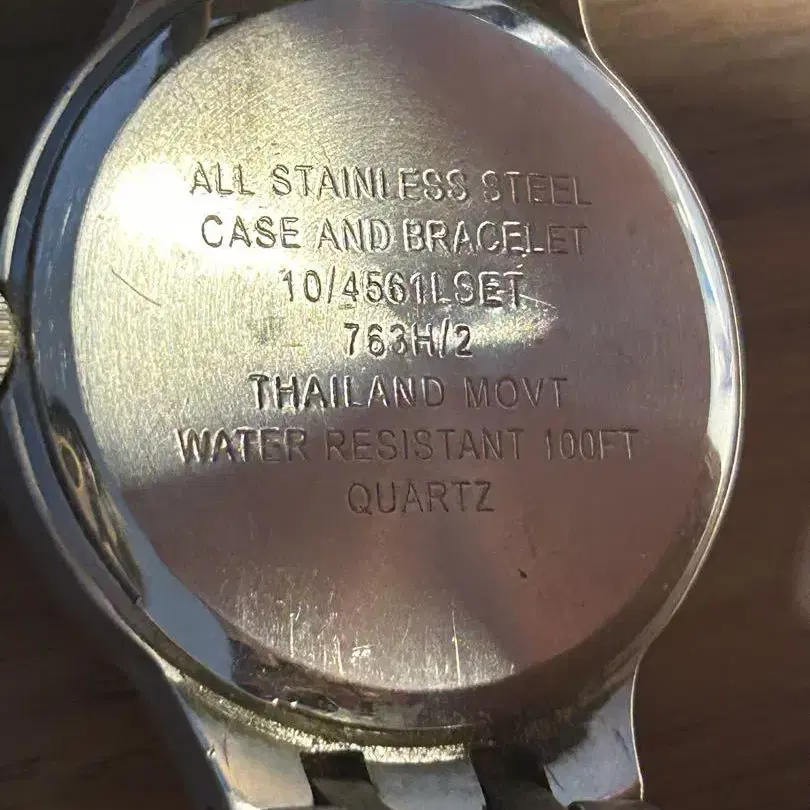 ALL STAINLESS STEEL
CASE AND BRACELET
10/4561LSET
763H/2
THAILAND MOVT
WATER RESISTANT 100FT
QUARTZ